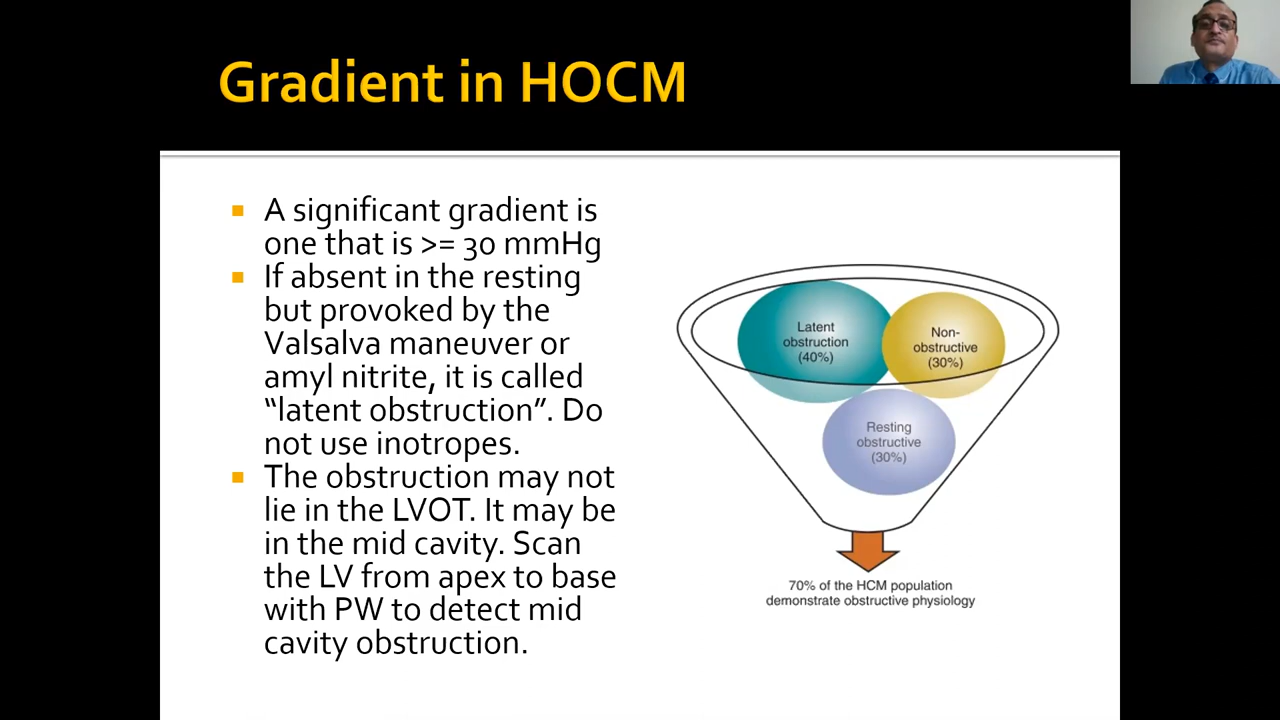 Gradient in HOCM
A significant gradient is
one that is >= 30 mmHg
If absent in the resting
but provoked by the
Valsalva maneuver or
amyl nitrite, it is called
“latent obstruction”. Do
not use inotropes.
The obstruction may not
lie in the LVOT. It may be
in the mid cavity. Scan
the LV from apex to base
with PW to detect mid
cavity obstruction.
Latent
obstruction
(40%)
Non-
obstructive
(30%)
Resting
obstructive
(30%)
70% of the HCM population
demonstrate obstructive physiology